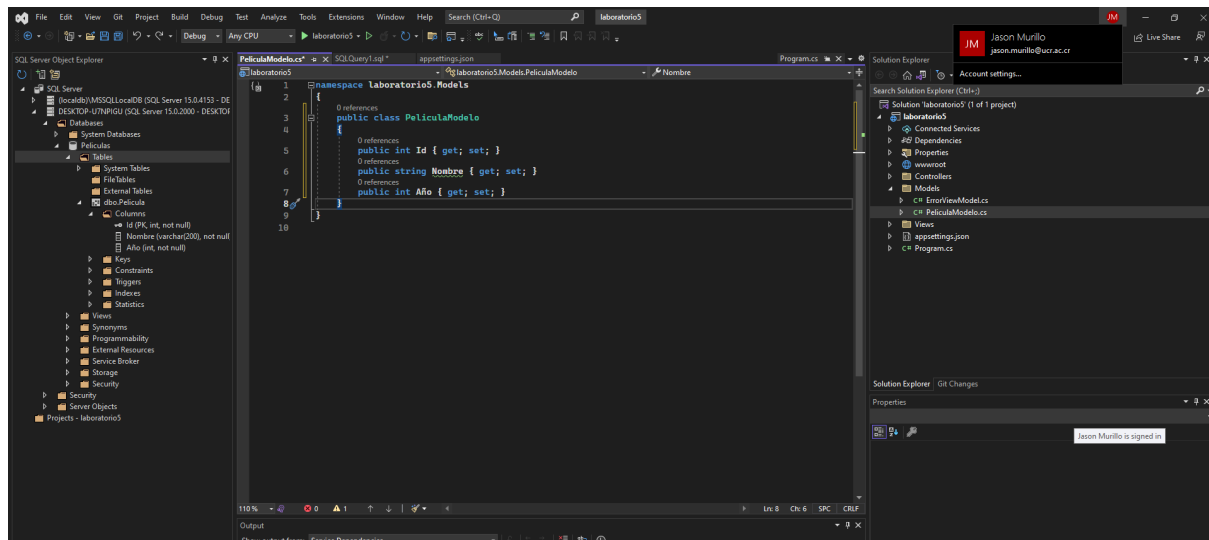 File Edit View Git Project Build Debug Test Analyze Tools Extensions Window Help Search (Ctrl+Q) laboratorio5 JM
Debug Any CPU laboratorio5 Live Share
JM
Jason Murillo
jason.murillo@ucr.ac.cr
Account settings...
SQL Server Object Explorer
SQL Server
(localdb)\MSSQLLocalDB (SQL Server 15.0.4153 - DE
DESKTOP-U7NPIGU (SQL Server 15.0.2000 - DESKTOF
Databases
System Databases
Peliculas
Tables
System Tables
FileTables
External Tables
dbo.Pelicula
Columns
Id (PK, int, not null)
Nombre (varchar(200), not null
Año (int, not null)
Keys
Constraints
Triggers
Indexes
Statistics
Views
Synonyms
Programmability
External Resources
Service Broker
Storage
Security
Security
Server Objects
Projects - laboratorio5
PeliculaModelo.cs* SQLQuery1.sql * appsettings.json Program.cs
laboratorio5 laboratorio5.Models.PeliculaModelo Nombre
1 namespace laboratorio5.Models
2 {
0 references
3 public class PeliculaModelo
4 {
0 references
5 public int Id { get; set; }
0 references
6 public string Nombre { get; set; }
0 references
7 public int Año { get; set; }
8 }
9 }
10
110 % 0 1 Ln: 8 Ch: 6 SPC CRLF
Output
Show output from: Service Dependencies
Solution Explorer
Search Solution Explorer (Ctrl+;)
Solution 'laboratorio5' (1 of 1 project)
laboratorio5
Connected Services
Dependencies
Properties
wwwroot
Controllers
Models
C# ErrorViewModel.cs
C# PeliculaModelo.cs
Views
appsettings.json
C# Program.cs
Solution Explorer Git Changes
Properties
Jason Murillo is signed in